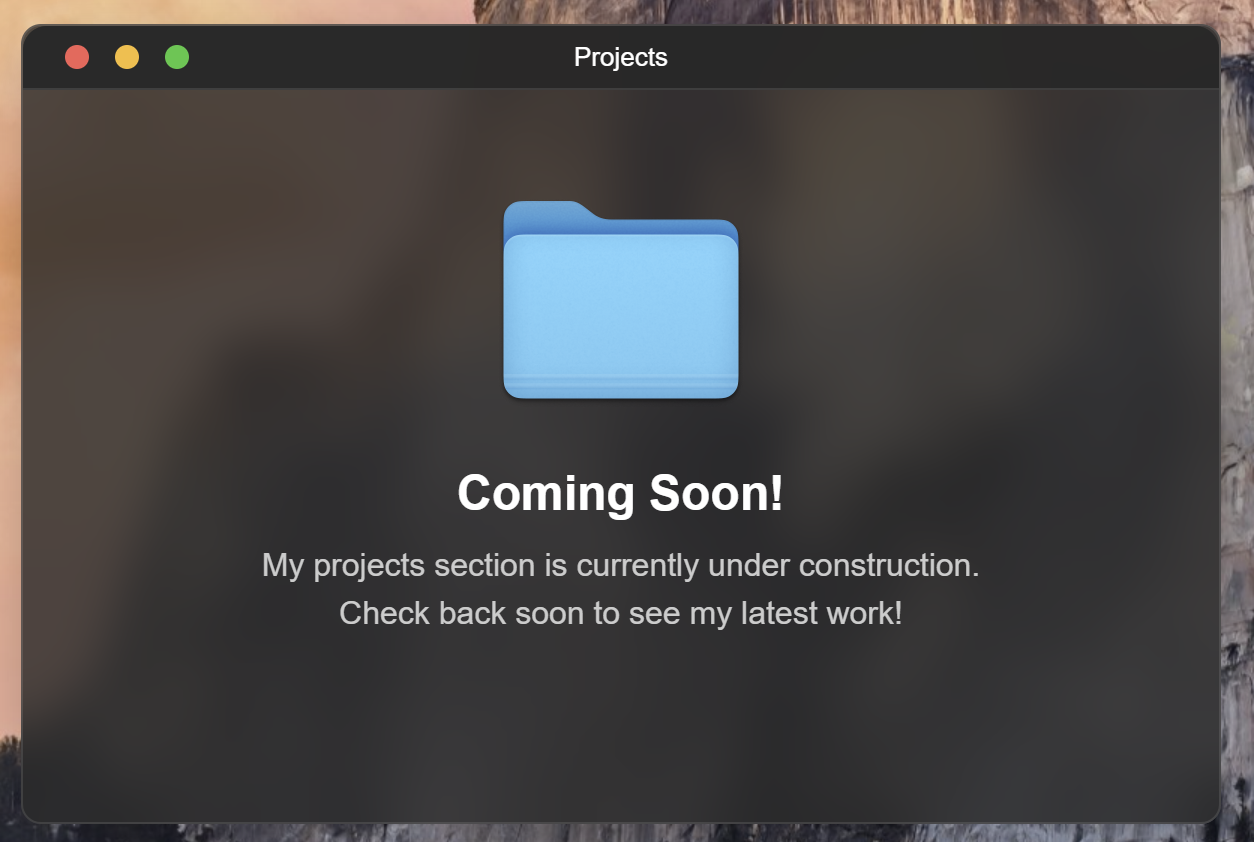 Projects
Coming Soon!
My projects section is currently under construction.
Check back soon to see my latest work!